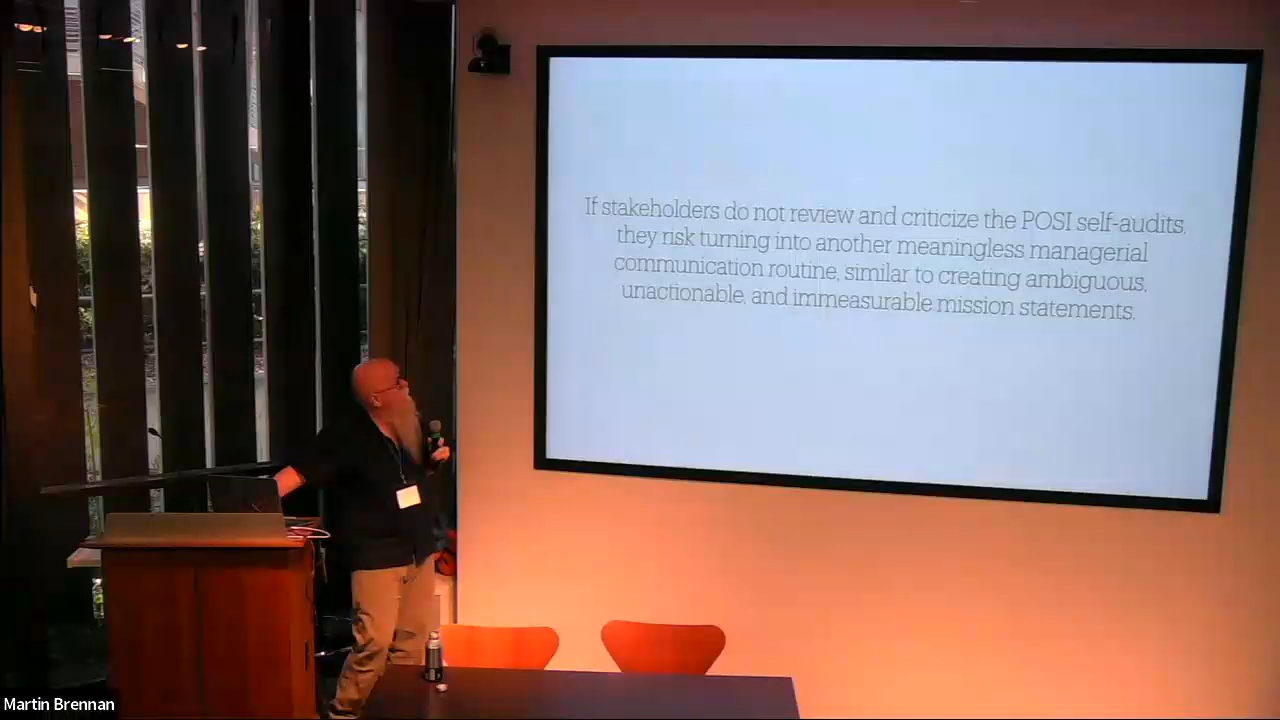 If stakeholders do not review and criticize the POSI self-audits,
they risk turning into another meaningless managerial
communication routine, similar to creating ambiguous,
unactionable, and immeasurable mission statements.
Martin Brennan